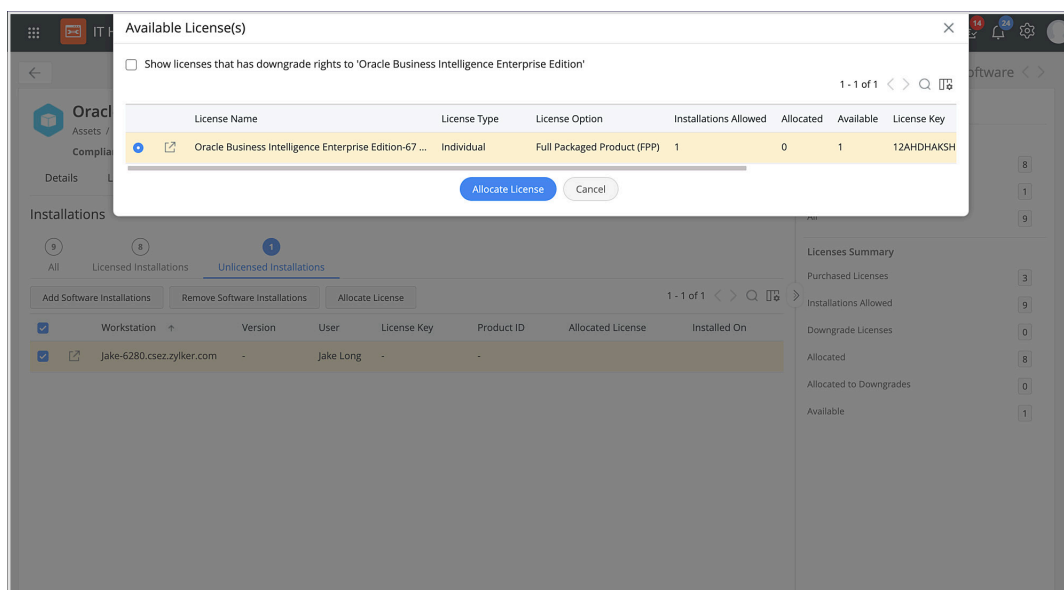 IT H
Available License(s)
14
24
Show licenses that has downgrade rights to 'Oracle Business Intelligence Enterprise Edition'
oftware
1 - 1 of 1
Oracl
Assets /
Complia
License Name License Type License Option Installations Allowed Allocated Available License Key
Oracle Business Intelligence Enterprise Edition-67 ... Individual Full Packaged Product (FPP) 1 0 1 12AHDHAKSH
8
Details L
Allocate License Cancel
1
Installations
All 9
9 8 1
All Licensed Installations Unlicensed Installations
Licenses Summary
Purchased Licenses 3
Add Software Installations Remove Software Installations Allocate License 1 - 1 of 1
Installations Allowed 9
Workstation Version User License Key Product ID Allocated License Installed On
Downgrade Licenses 0
Jake-6280.csez.zylker.com - Jake Long - -
Allocated 8
Allocated to Downgrades 0
Available 1